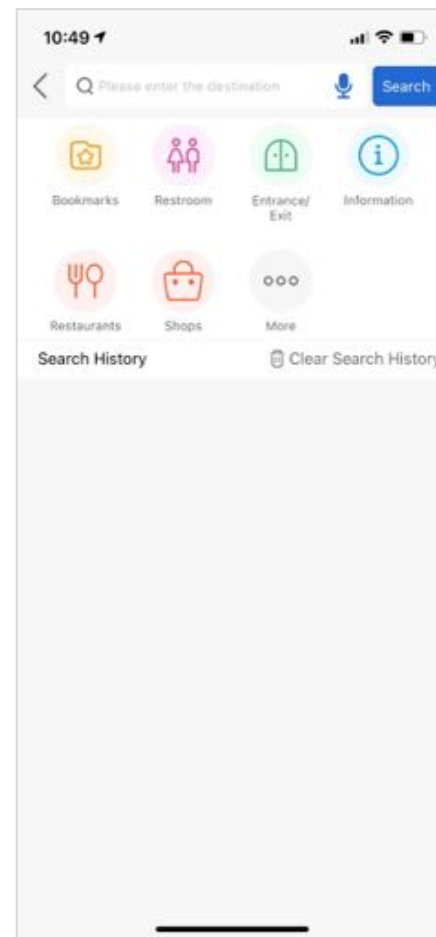 10:49
Please enter the destination
Search
Bookmarks
Restroom
Entrance/
Exit
Information
Restaurants
Shops
More
Search History
Clear Search History